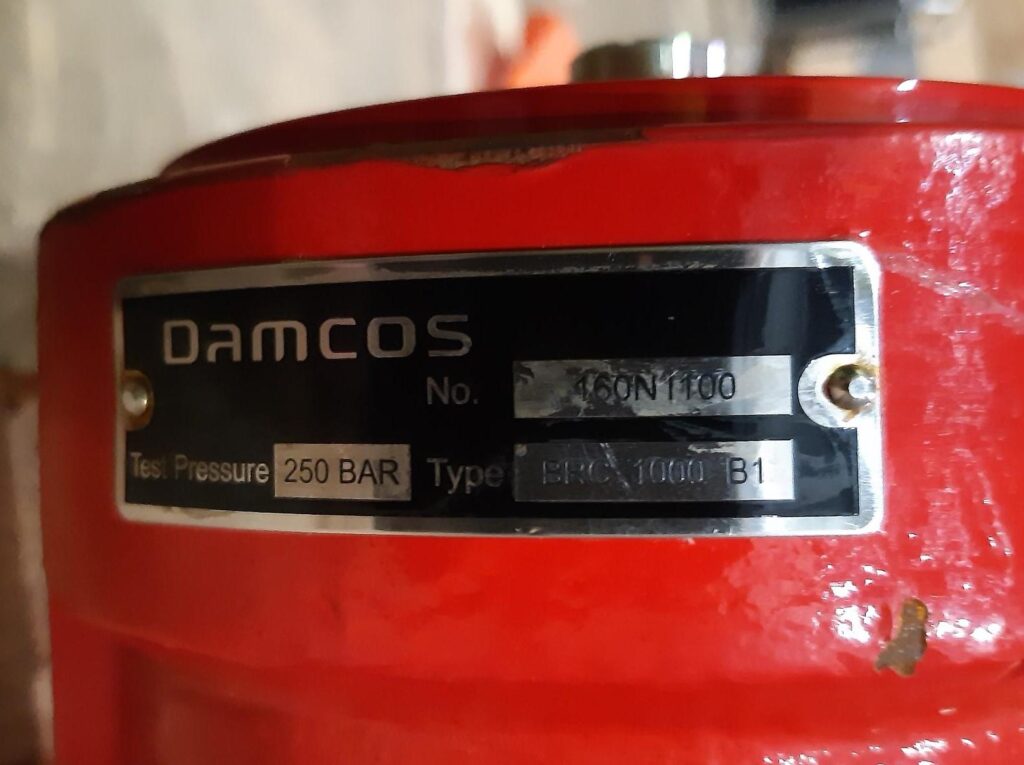 Damcos
No. 160N1100
Test Pressure 250 BAR Type BRC 1000 B1